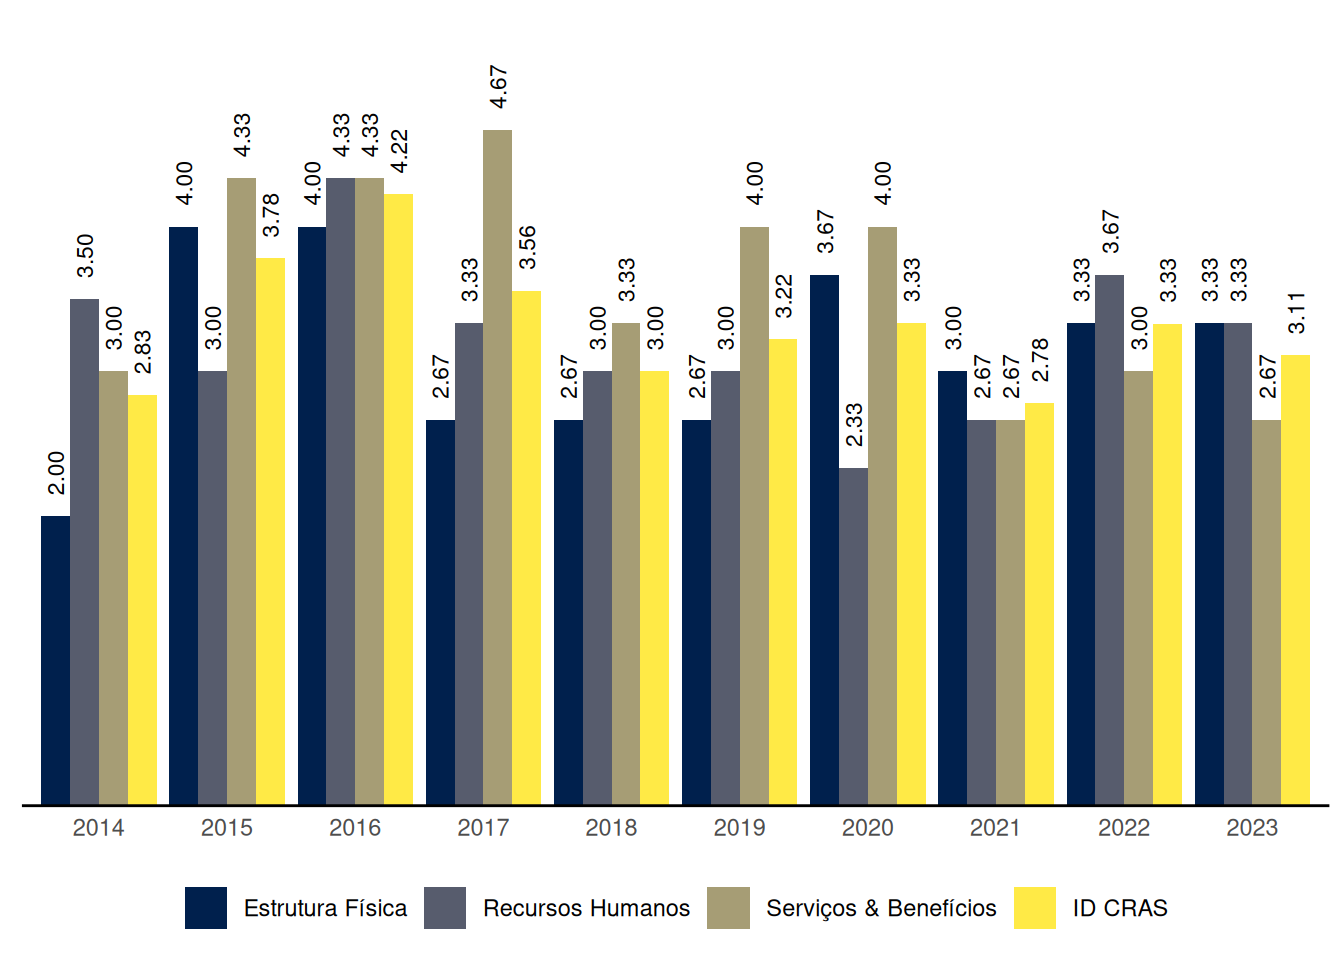 2.00 3.50 3.00 2.83
4.00 3.00 4.33 3.78
4.00 4.33 4.33 4.22
2.67 3.33 4.67 3.56
2.67 3.00 3.33 3.00
2.67 3.00 4.00 3.22
3.67 2.33 4.00 3.33
3.00 2.67 2.67 2.78
3.33 3.67 3.00 3.33
3.33 3.33 2.67 3.11
2014 2015 2016 2017 2018 2019 2020 2021 2022 2023
Estrutura Física Recursos Humanos Serviços & Benefícios ID CRAS